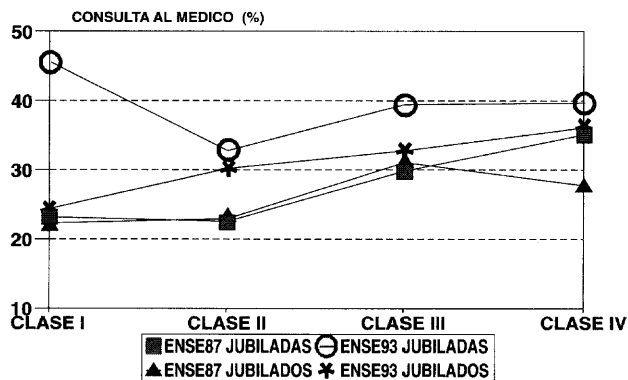 CONSULTA AL MEDICO (%)
50
40
30
20
10
CLASE I CLASE II CLASE III CLASE IV
ENSE87 JUBILADAS ENSE93 JUBILADAS
ENSE87 JUBILADOS ENSE93 JUBILADOS